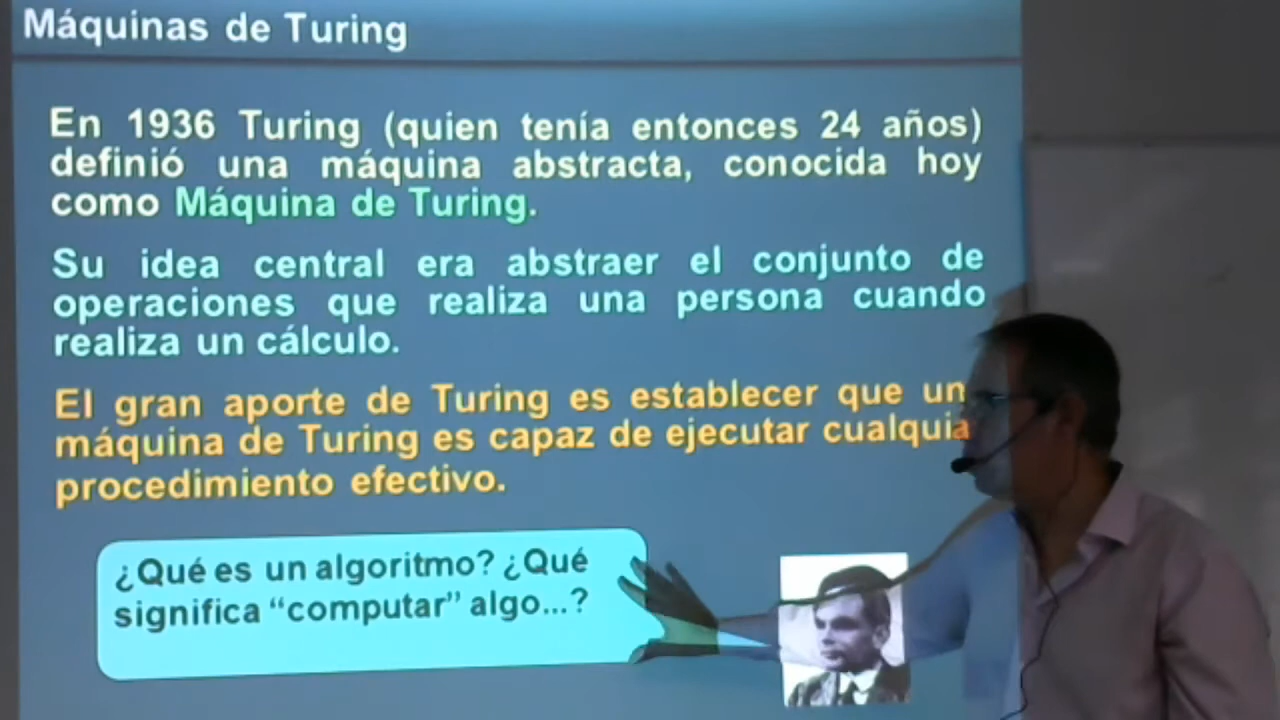 Máquinas de Turing
En 1936 Turing (quien tenía entonces 24 años)
definió una máquina abstracta, conocida hoy
como Máquina de Turing.
Su idea central era abstraer el conjunto de
operaciones que realiza una persona cuando
realiza un cálculo.
El gran aporte de Turing es establecer que un
máquina de Turing es capaz de ejecutar
procedimiento efectivo.
¿Qué es un algoritmo? ¿Qué
significa “computar” algo...?